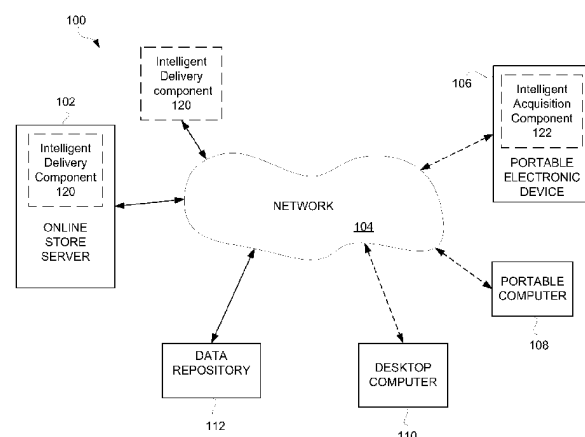 100
102
Intelligent
Delivery
Component
120
ONLINE
STORE
SERVER
Intelligent
Delivery
component
120
NETWORK
104
106
Intelligent
Acquisition
Component
122
PORTABLE
ELECTRONIC
DEVICE
PORTABLE
COMPUTER
108
DATA
REPOSITORY
112
DESKTOP
COMPUTER
110